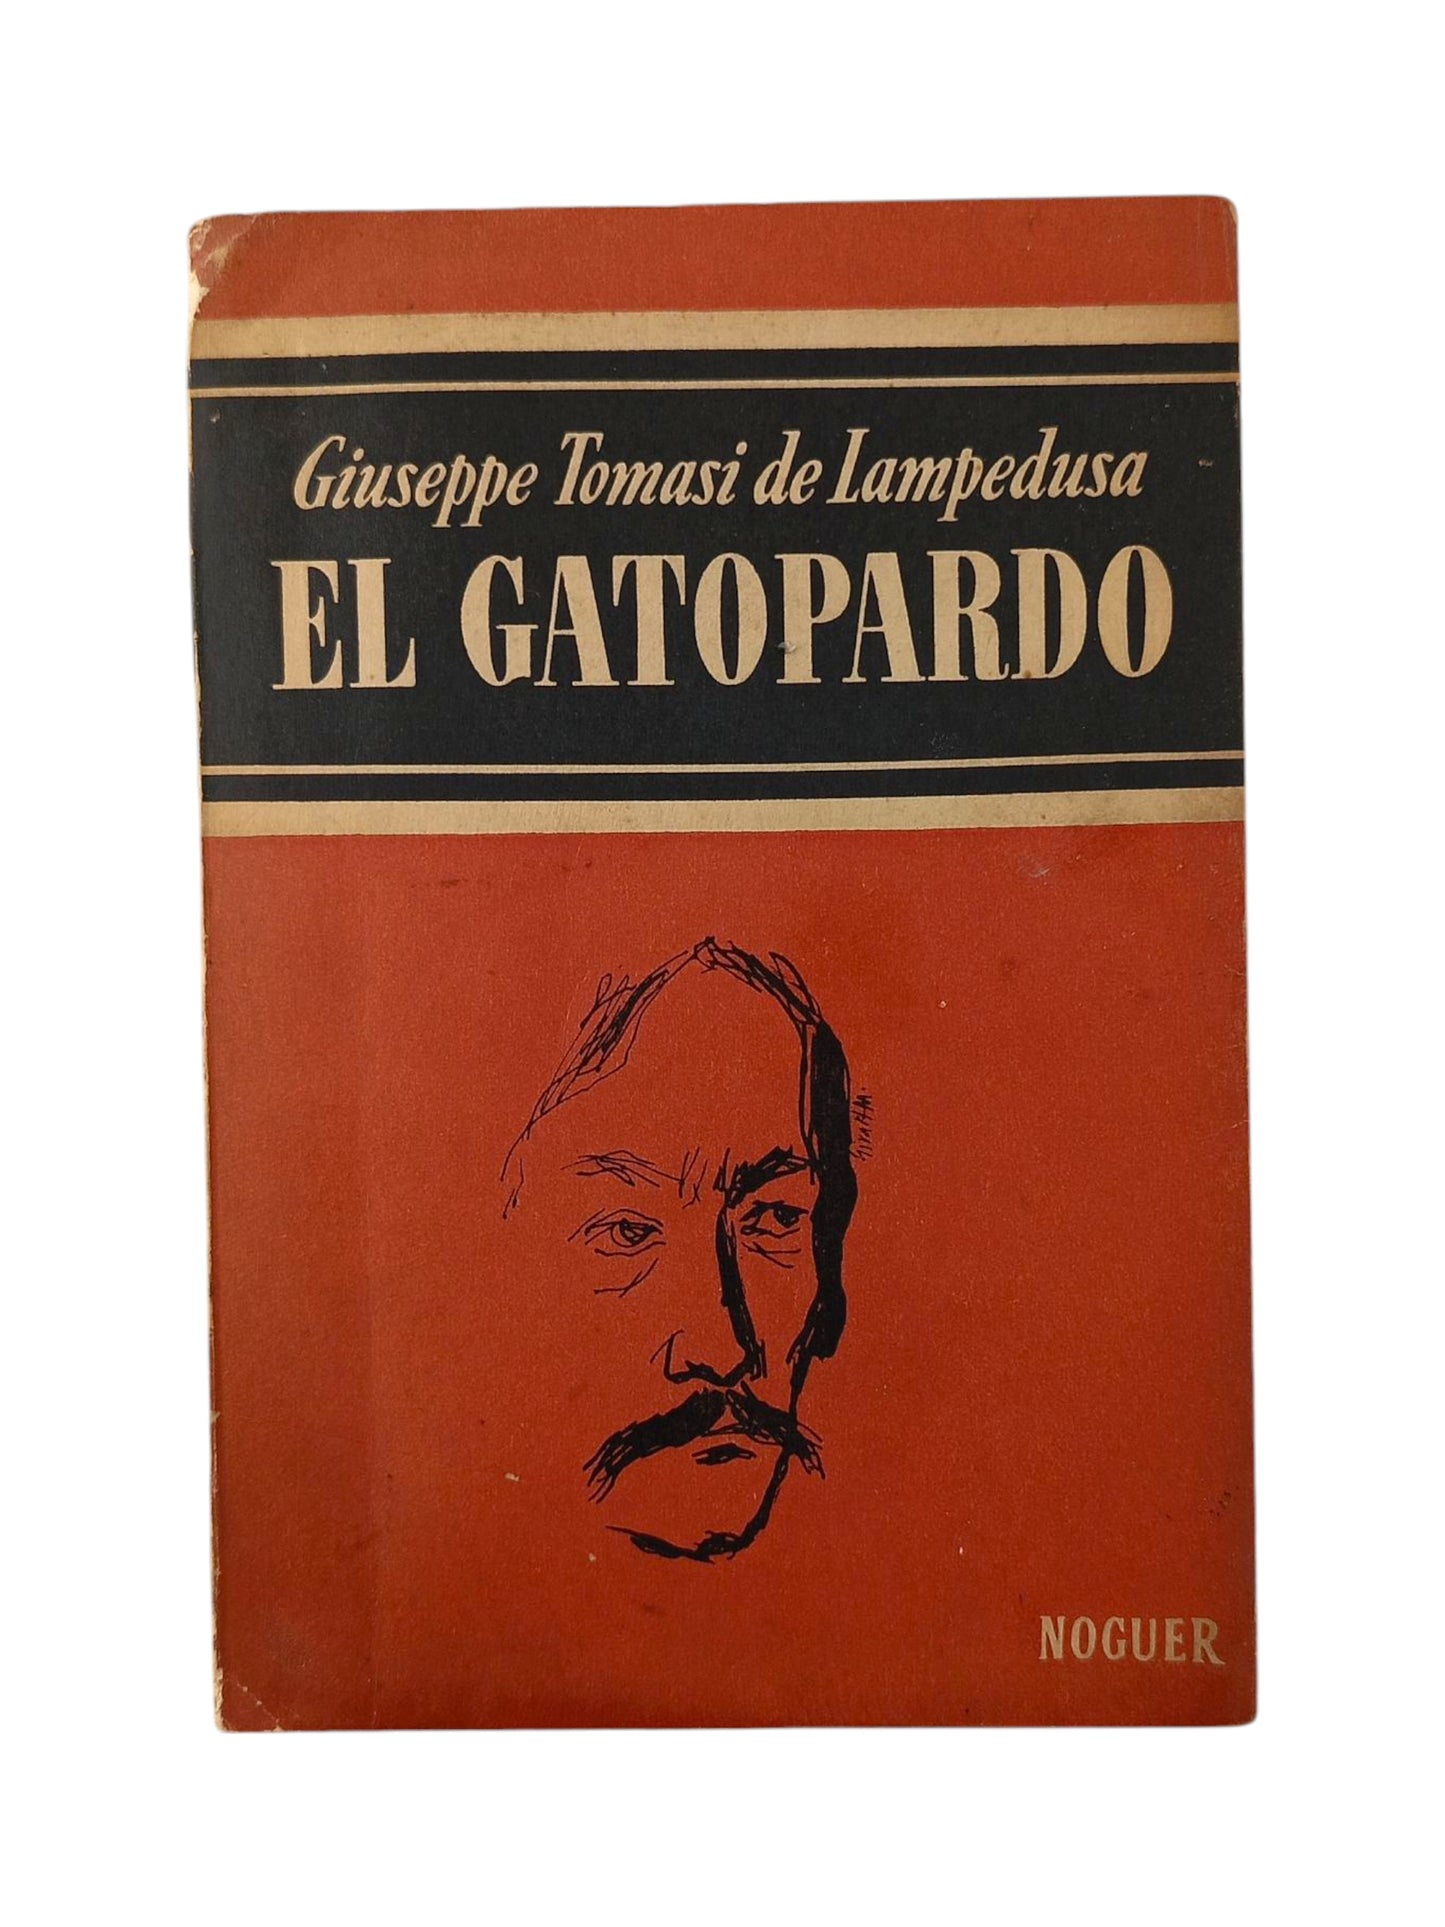 Giuseppe Tomasi de Lampedusa
EL GATOPARDO
NOGUER